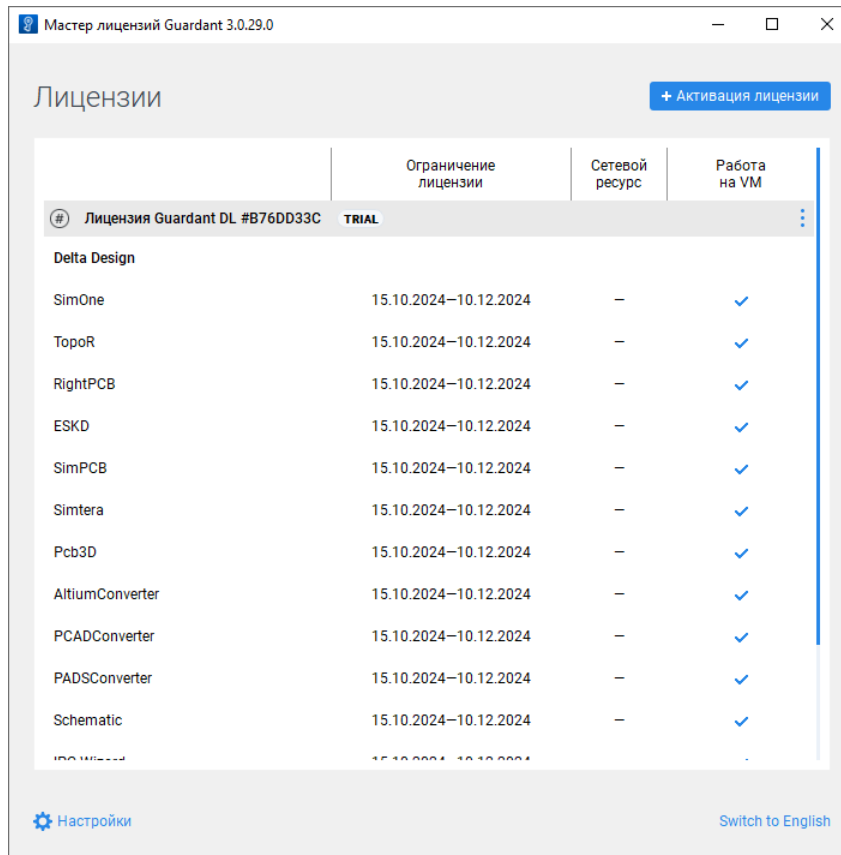 Мастер лицензий Guardant 3.0.29.0
Лицензии
+ Активация лицензии
Ограничение лицензии Сетевой ресурс Работа на VM
# Лицензия Guardant DL #B76DD33C TRIAL
Delta Design
SimOne 15.10.2024—10.12.2024 —
TopoR 15.10.2024—10.12.2024 —
RightPCB 15.10.2024—10.12.2024 —
ESKD 15.10.2024—10.12.2024 —
SimPCB 15.10.2024—10.12.2024 —
Simtera 15.10.2024—10.12.2024 —
Pcb3D 15.10.2024—10.12.2024 —
AltiumConverter 15.10.2024—10.12.2024 —
PCADConverter 15.10.2024—10.12.2024 —
PADSConverter 15.10.2024—10.12.2024 —
Schematic 15.10.2024—10.12.2024 —
Настройки
Switch to English